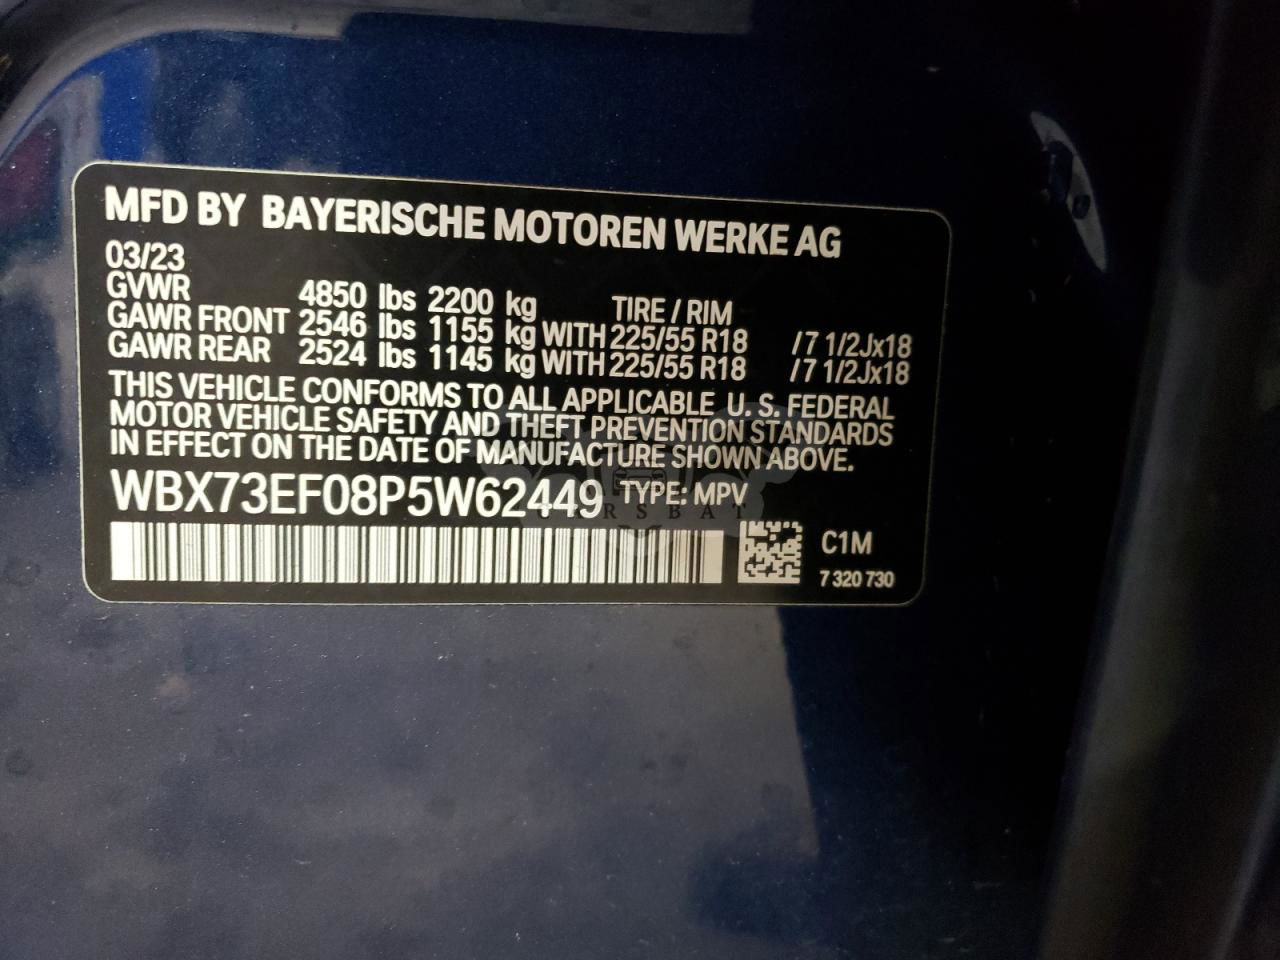 MFD BY BAYERISCHE MOTOREN WERKE AG
03/23
GVWR 4850 lbs 2200 kg TIRE / RIM
GAWR FRONT 2546 lbs 1155 kg WITH 225/55 R18 /7 1/2Jx18
GAWR REAR 2524 lbs 1145 kg WITH 225/55 R18 /7 1/2Jx18
THIS VEHICLE CONFORMS TO ALL APPLICABLE U. S. FEDERAL
MOTOR VEHICLE SAFETY AND THEFT PREVENTION STANDARDS
IN EFFECT ON THE DATE OF MANUFACTURE SHOWN ABOVE.
WBX73EF08P5W62449 TYPE: MPV
CARSBAT
C1M
7 320 730